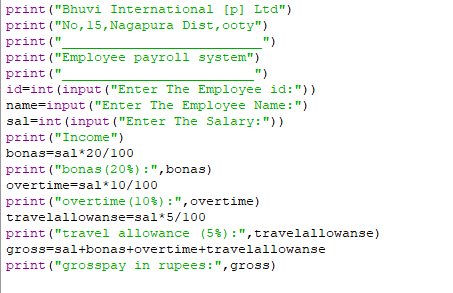 print("Bhuvi International [p] Ltd")
print("No,15,Nagapura Dist,ooty")
print("_________________________")
print("Employee payroll system")
print("________________________")
id=int(input("Enter The Employee id:"))
name=input("Enter The Employee Name:")
sal=int(input("Enter The Salary:"))
print("Income")
bonas=sal*20/100
print("bonas(20%):",bonas)
overtime=sal*10/100
print("overtime(10%):",overtime)
travelallowanse=sal*5/100
print("travel allowance (5%):",travelallowanse)
gross=sal+bonas+overtime+travelallowanse
print("grosspay in rupees:",gross)